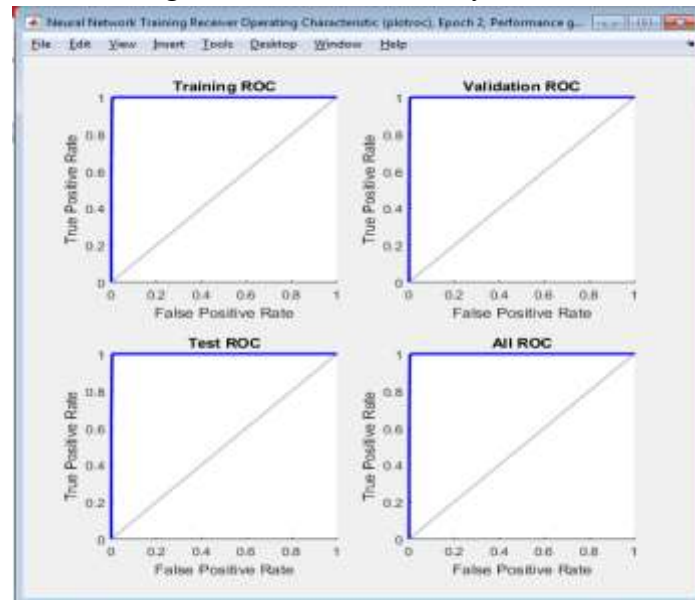 Neural Network Training Receiver Operating Characteristic (plotroc), Epoch 2, Performance g...
File Edit View Insert Tools Desktop Window Help
Training ROC
1
0.8
0.6
0.4
0.2
0
True Positive Rate
0 0.2 0.4 0.6 0.8 1
False Positive Rate
Validation ROC
1
0.8
0.6
0.4
0.2
0
True Positive Rate
0 0.2 0.4 0.6 0.8 1
False Positive Rate
Test ROC
1
0.8
0.6
0.4
0.2
0
True Positive Rate
0 0.2 0.4 0.6 0.8 1
False Positive Rate
All ROC
1
0.8
0.6
0.4
0.2
0
True Positive Rate
0 0.2 0.4 0.6 0.8 1
False Positive Rate